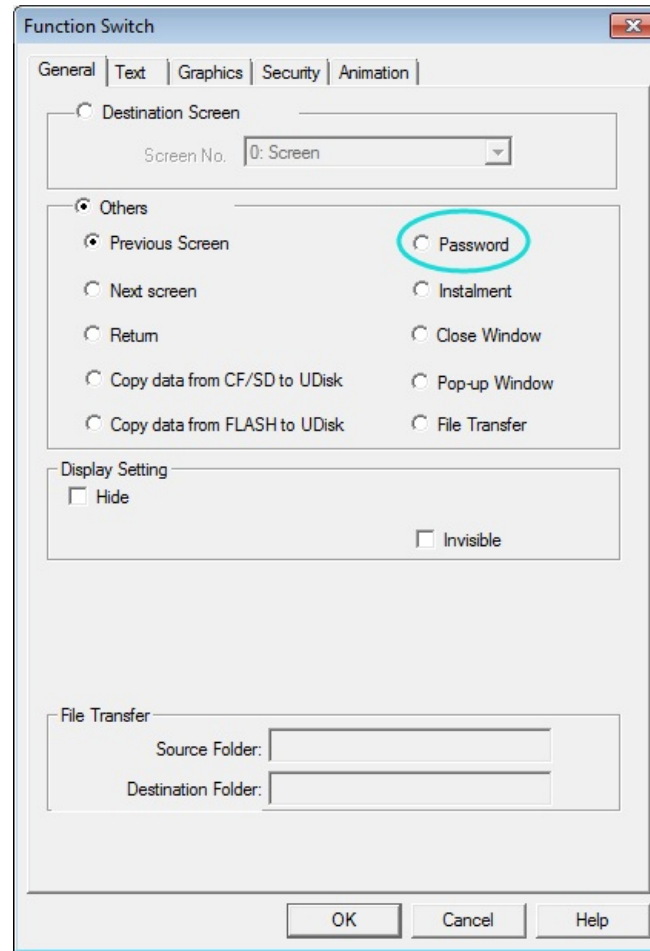 Function Switch
General Text Graphics Security Animation
Destination Screen
Screen No. 0: Screen
Others
Previous Screen Password
Next screen Instalment
Return Close Window
Copy data from CF/SD to UDisk Pop-up Window
Copy data from FLASH to UDisk File Transfer
Display Setting
Hide
Invisible
File Transfer
Source Folder:
Destination Folder:
OK Cancel Help